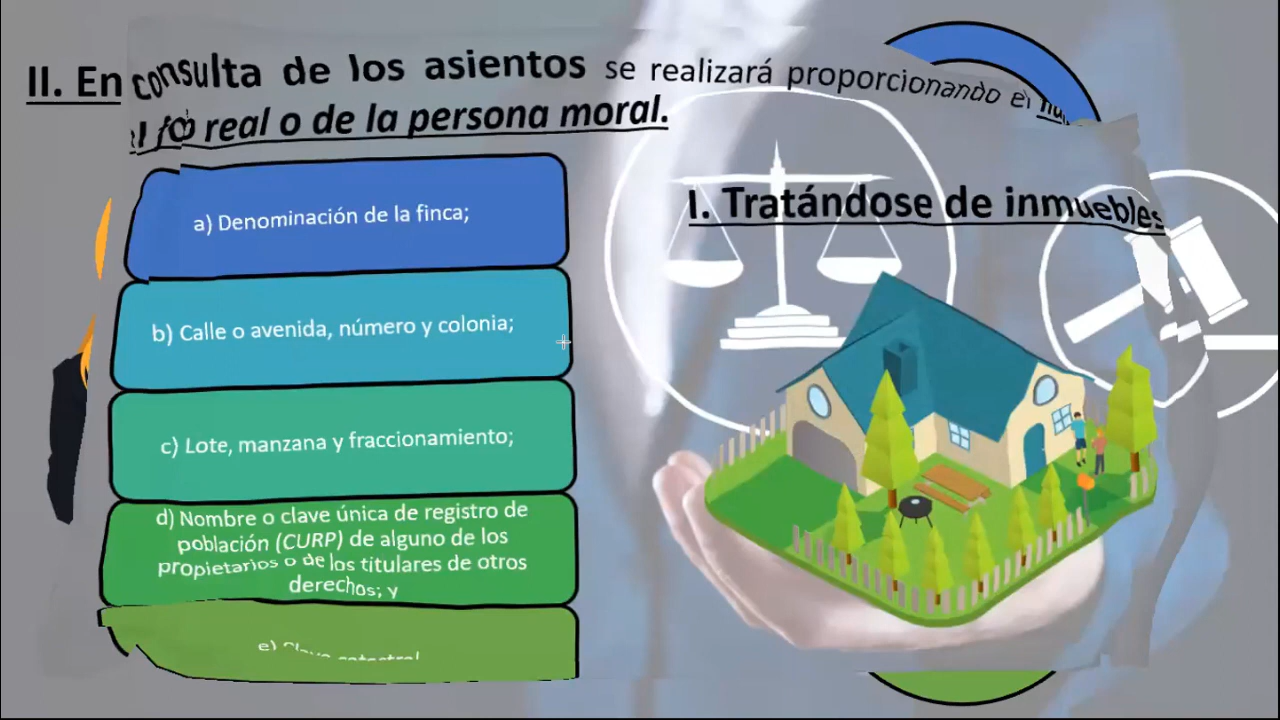 II. En consulta de los asientos se realizará proporcionando el
real o de la persona moral.
I. Tratándose de inmuebles
a) Denominación de la finca;
b) Calle o avenida, número y colonia;
c) Lote, manzana y fraccionamiento;
d) Nombre o clave única de registro de
población (CURP) de alguno de los
propietarios o de los titulares de otros
derechos; y
e)